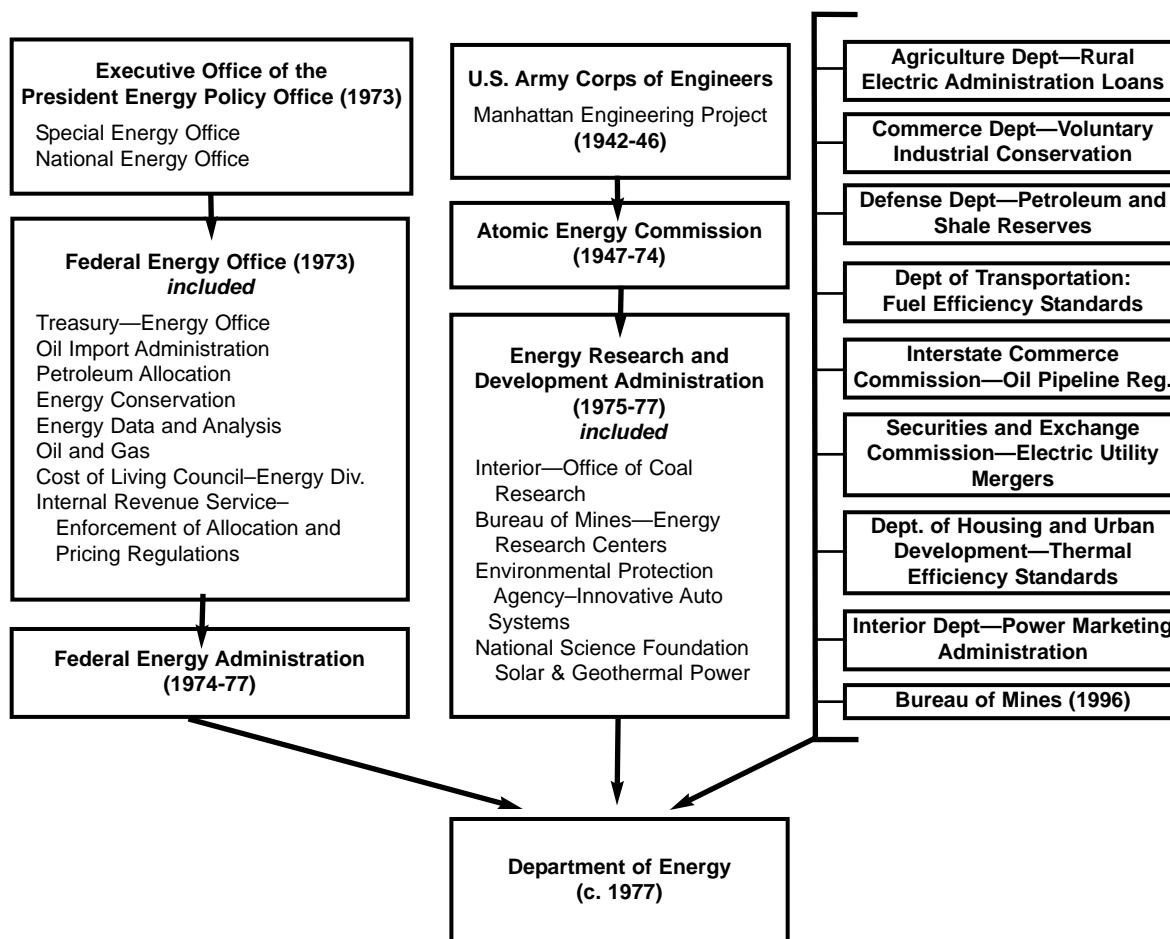 Executive Office of the
President Energy Policy Office (1973)
Special Energy Office
National Energy Office
Federal Energy Office (1973)
included
Treasury—Energy Office
Oil Import Administration
Petroleum Allocation
Energy Conservation
Energy Data and Analysis
Oil and Gas
Cost of Living Council–Energy Div.
Internal Revenue Service–
Enforcement of Allocation and
Pricing Regulations
Federal Energy Administration
(1974-77)
U.S. Army Corps of Engineers
Manhattan Engineering Project
(1942-46)
Atomic Energy Commission
(1947-74)
Energy Research and
Development Administration
(1975-77)
included
Interior—Office of Coal
Research
Bureau of Mines—Energy
Research Centers
Environmental Protection
Agency–Innovative Auto
Systems
National Science Foundation
Solar & Geothermal Power
Agriculture Dept—Rural
Electric Administration Loans
Commerce Dept—Voluntary
Industrial Conservation
Defense Dept—Petroleum and
Shale Reserves
Dept of Transportation:
Fuel Efficiency Standards
Interstate Commerce
Commission—Oil Pipeline Reg.
Securities and Exchange
Commission—Electric Utility
Mergers
Dept. of Housing and Urban
Development—Thermal
Efficiency Standards
Interior Dept—Power Marketing
Administration
Bureau of Mines (1996)
Department of Energy
(c. 1977)